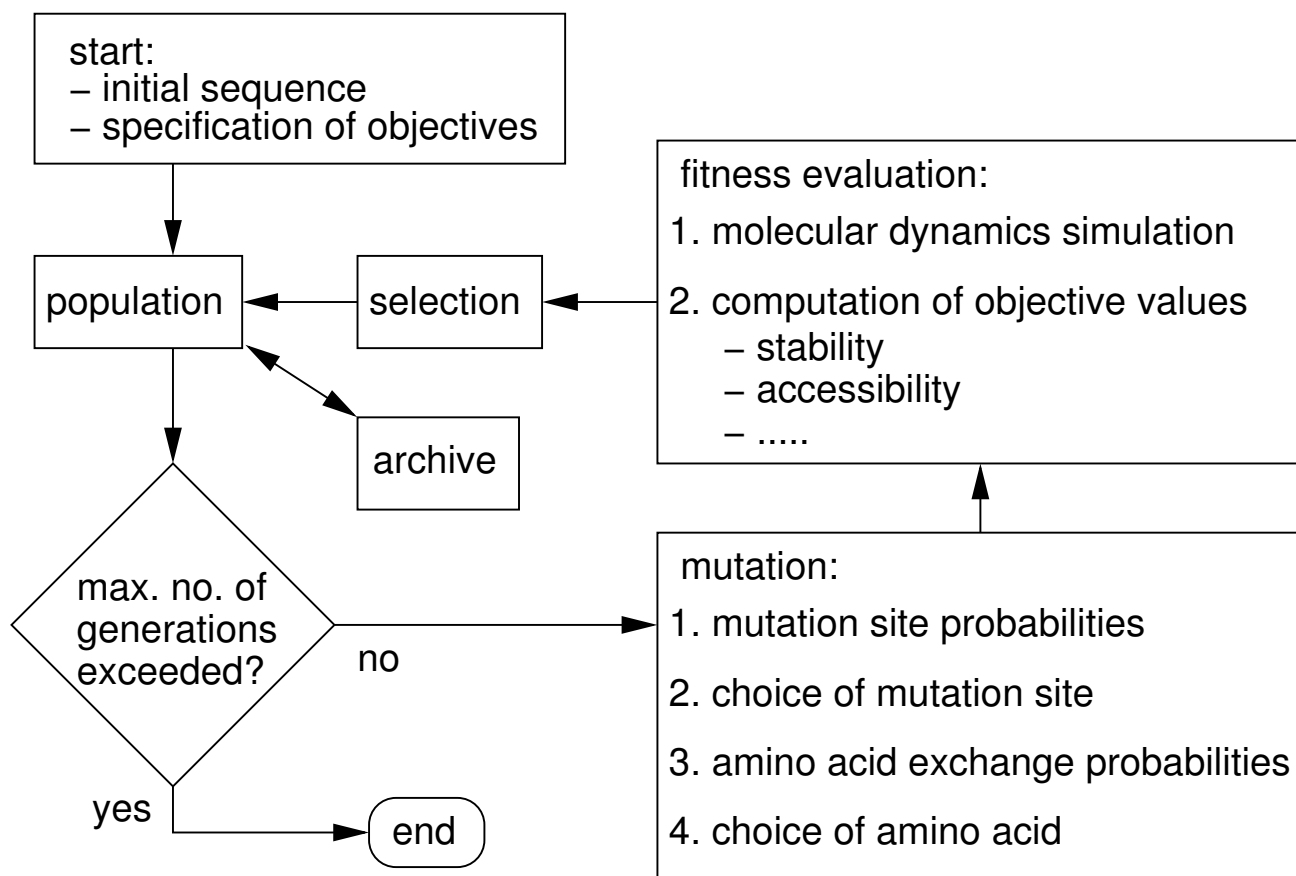 start:
– initial sequence
– specification of objectives
fitness evaluation:
1. molecular dynamics simulation
2. computation of objective values
– stability
– accessibility
– .....
population
selection
archive
max. no. of
generations
exceeded?
no
yes
end
mutation:
1. mutation site probabilities
2. choice of mutation site
3. amino acid exchange probabilities
4. choice of amino acid